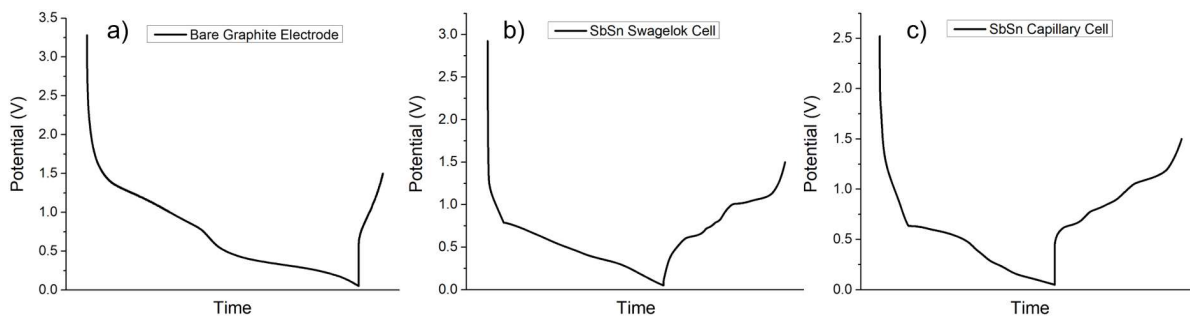 a)
Bare Graphite Electrode
3.5
3.0
2.5
2.0
1.5
1.0
0.5
0.0
Potential (V)
Time
b)
SbSn Swagelok Cell
3.0
2.5
2.0
1.5
1.0
0.5
0.0
Potential (V)
Time
c)
SbSn Capillary Cell
2.5
2.0
1.5
1.0
0.5
0.0
Potential (V)
Time